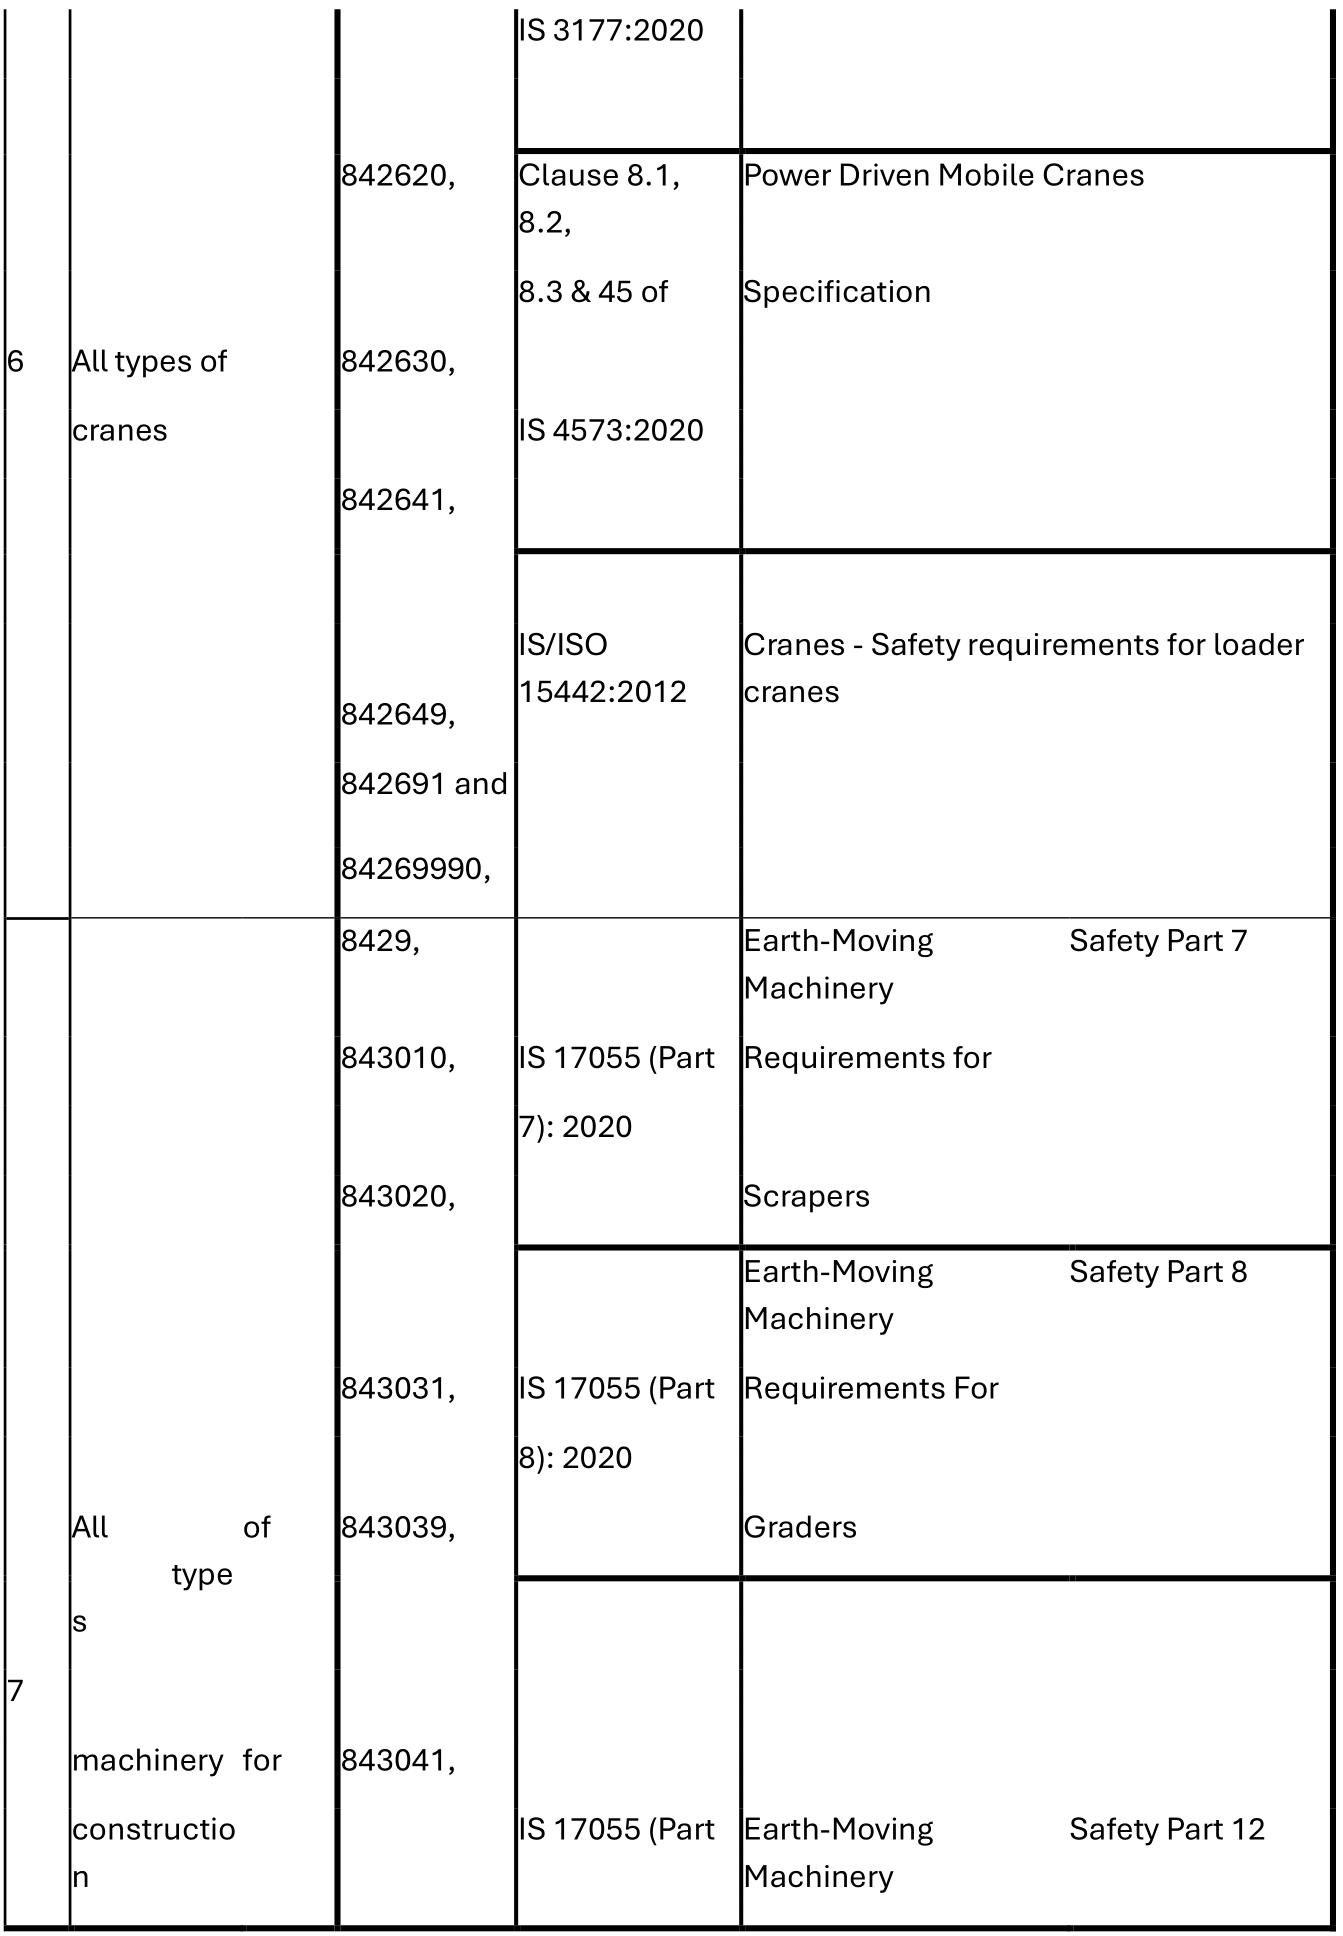 IS 3177:2020
842620, Clause 8.1, Power Driven Mobile Cranes
8.2,
8.3 & 45 of Specification
6 All types of 842630,
cranes IS 4573:2020
842641,
IS/ISO Cranes - Safety requirements for loader
15442:2012 cranes
842649,
842691 and
84269990,
8429, Earth-Moving Safety Part 7
Machinery
843010, IS 17055 (Part Requirements for
7): 2020
843020, Scrapers
Earth-Moving Safety Part 8
Machinery
843031, IS 17055 (Part Requirements For
8): 2020
All of 843039, Graders
type
s
7
machinery for 843041,
constructio IS 17055 (Part Earth-Moving Safety Part 12
n Machinery